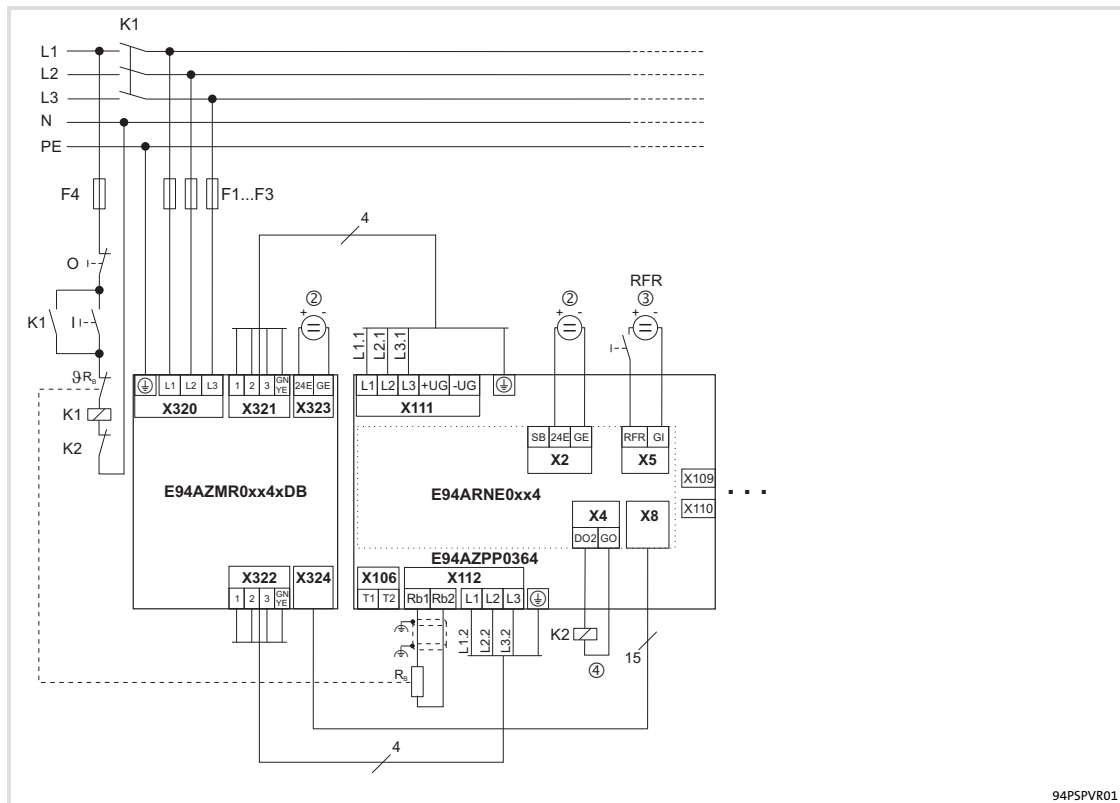 K1
L1
L2
L3
N
PE
F4
F1...F3
4
O
K1
I
ϑRB
K1
K2
②
+ -
②
+ -
RFR
③
+ -
L1.1
L2.1
L3.1
L1 L2 L3
X320
1 2 3 GN YE
X321
24E GE
X323
L1 L2 L3 +UG -UG
X111
SB 24E GE
X2
RFR GI
X5
X109
X110
...
E94AZMR0xx4xDB
E94ARNE0xx4
X4
DO2 GO
X8
E94AZPP0364
X322
1 2 3 GN YE
X324
X106
T1 T2
X112
Rb1 Rb2 L1 L2 L3
L1.2
L2.2
L3.2
K2
④
15
RB
4
94PSPVR01